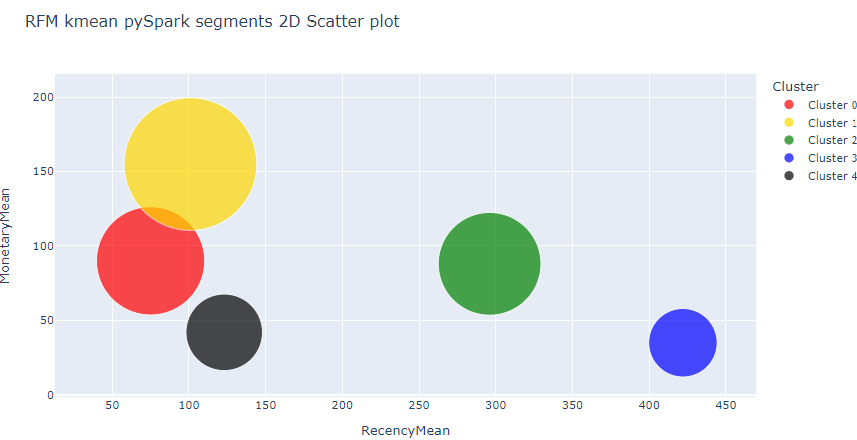 RFM kmean pySpark segments 2D Scatter plot
Cluster
Cluster 0
Cluster 1
Cluster 2
Cluster 3
Cluster 4
MonetaryMean
200
150
100
50
0
50
100
150
200
250
300
350
400
450
RecencyMean